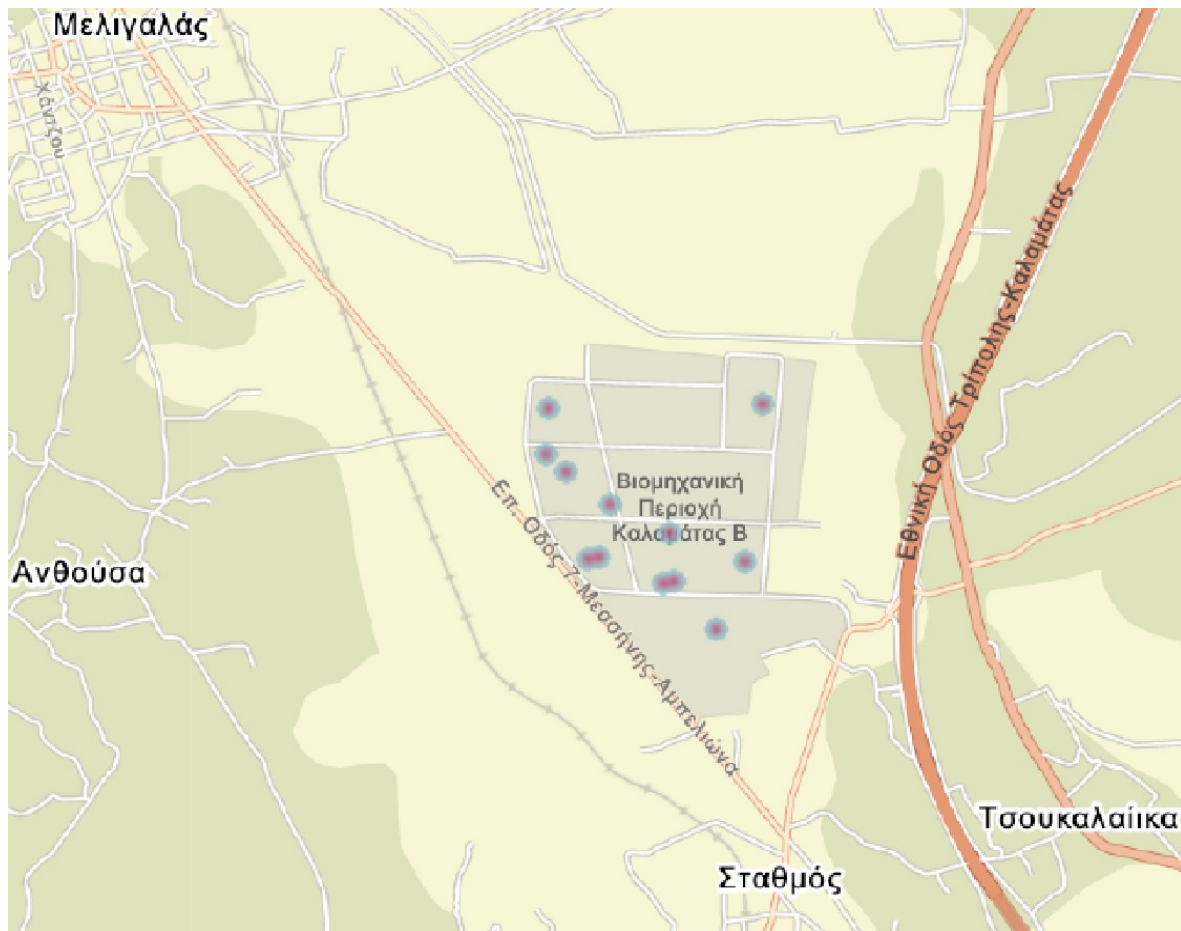 Μελιγαλάς
Χάντζου
Εθνική Οδός Τρίπολης-Καλαμάτας
Βιομηχανική
Περιοχή
Καλαμάτας Β
Επ. Οδός 7-Μεσσήνης-Αμπελιώνα
Ανθούσα
Τσουκαλαίικα
Σταθμός